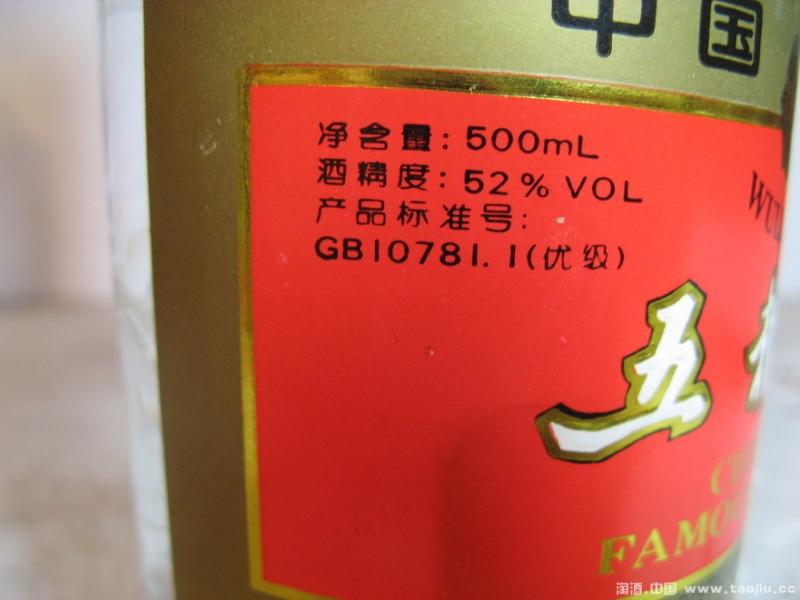 中国
净含量: 500mL
酒精度: 52% VOL
产品标准号:
GB10781.1(优级)
五
FAMO
淘酒.中国 www.taojiu.cc